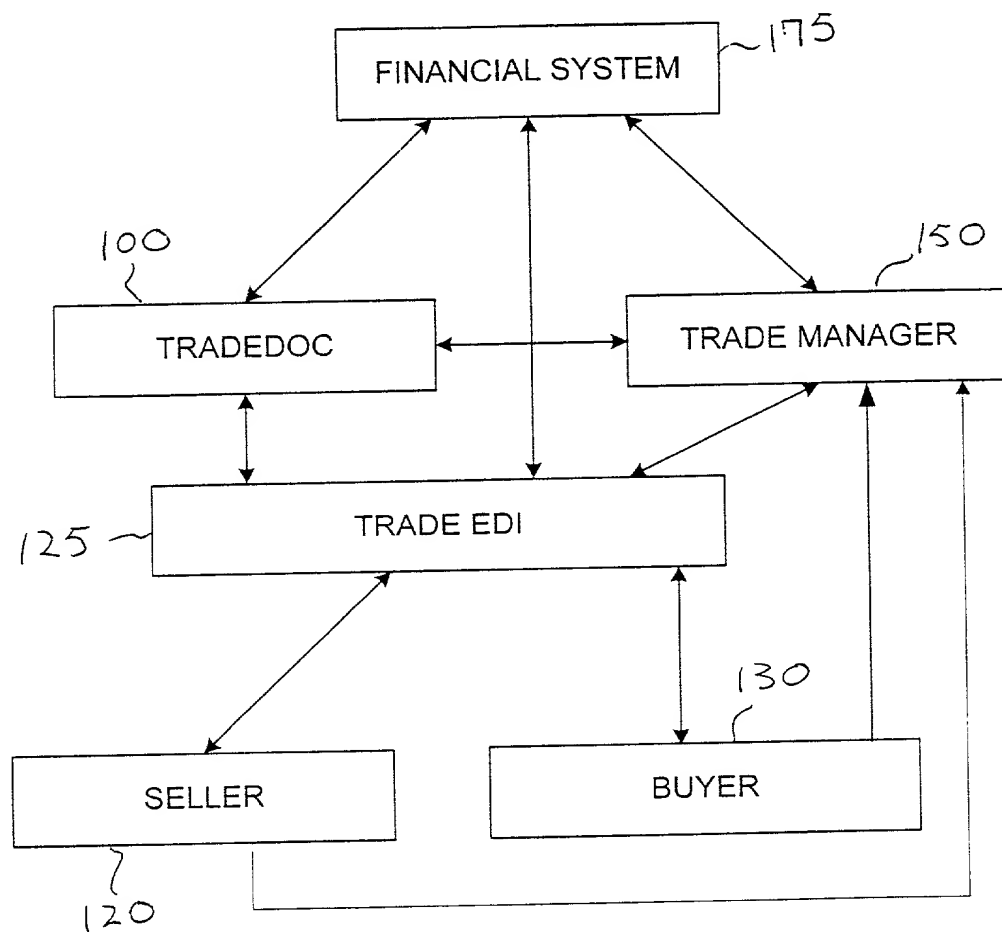 175
FINANCIAL SYSTEM
100
150
TRADEDOC
TRADE MANAGER
TRADE EDI
125
130
SELLER
BUYER
120